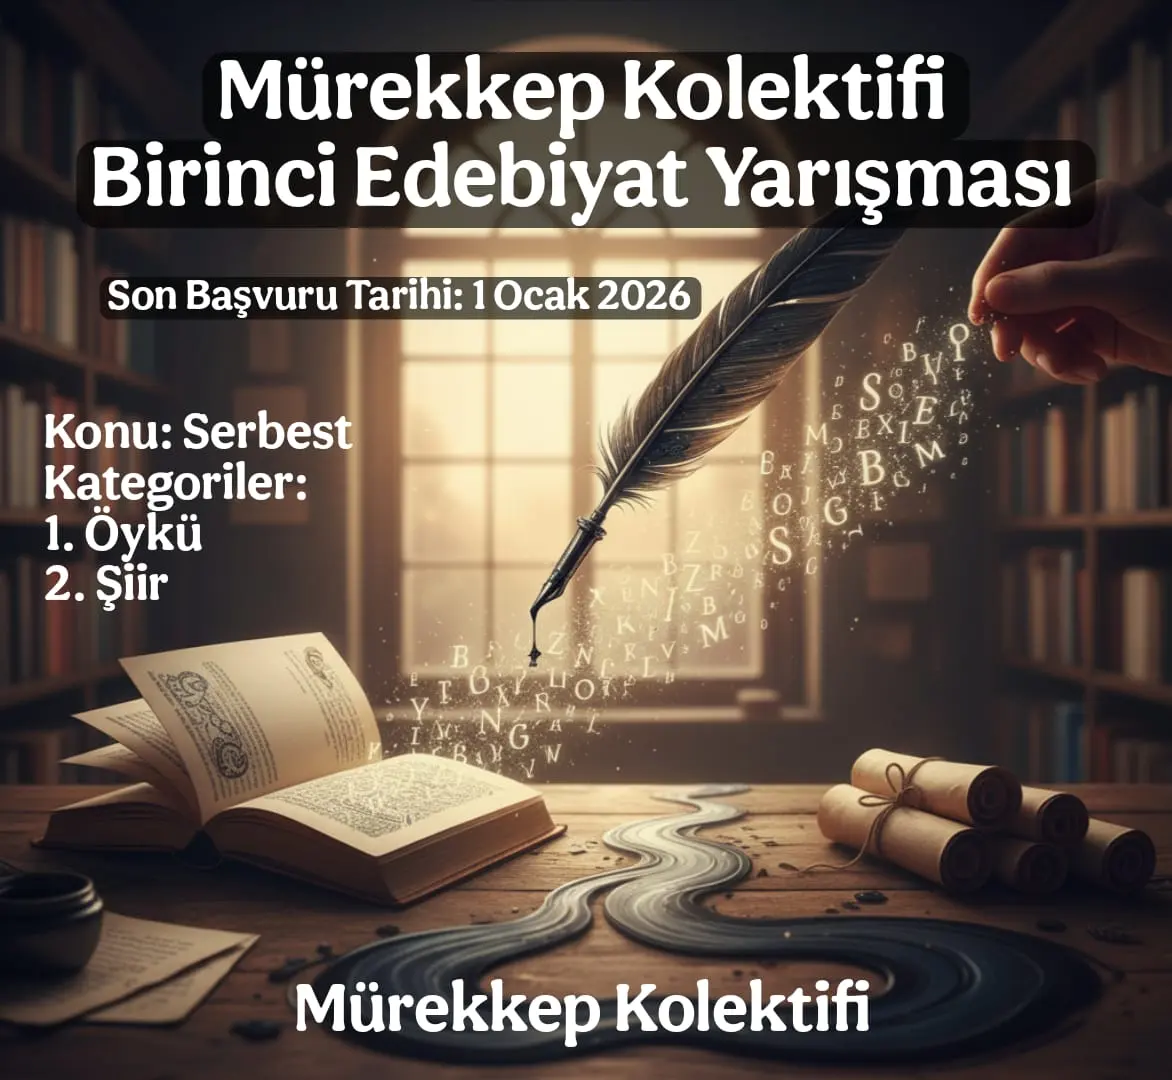 Mürekkep Kolektifi
Birinci Edebiyat Yarışması
Son Başvuru Tarihi: 1 Ocak 2026
Konu: Serbest
Kategoriler:
1. Öykü
2. Şiir
Mürekkep Kolektifi